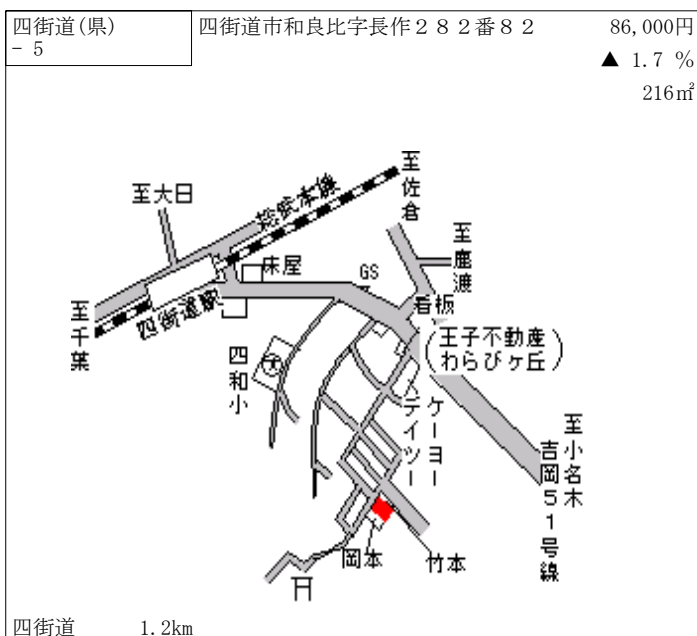 四街道(県)
- 5
四街道市和良比字長作２８２番８２
86,000円
▲ 1.7 %
216㎡
至佐倉
至大日
総武本線
至鹿渡
床屋
GS
看板
至千葉
四街道駅
(王子不動産
わらびヶ丘)
四和小
文
ケーヨー
デイツー
至小名木
吉岡５１号線
岡本
竹本
四街道 1.2km